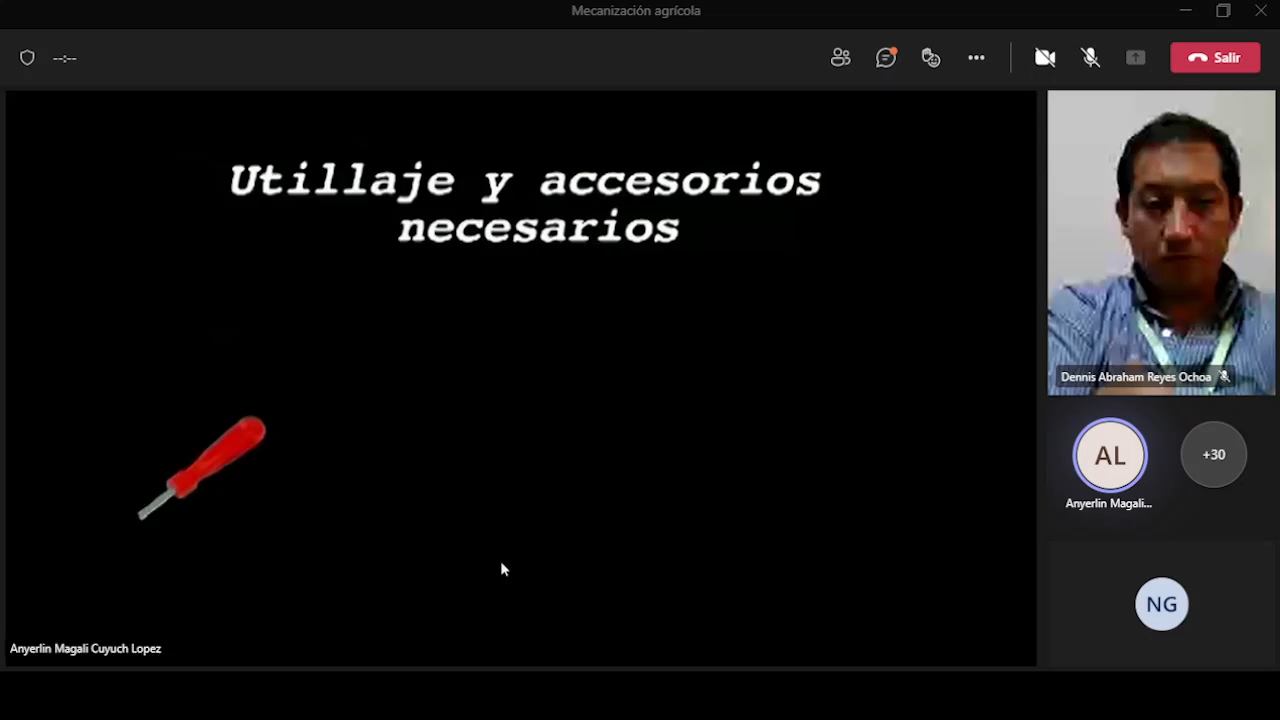 Mecanización agrícola
--:--
Salir
Utillaje y accesorios
necesarios
Dennis Abraham Reyes Ochoa
AL
+30
Anyerlin Magali...
NG
Anyerlin Magali Cuyuch Lopez